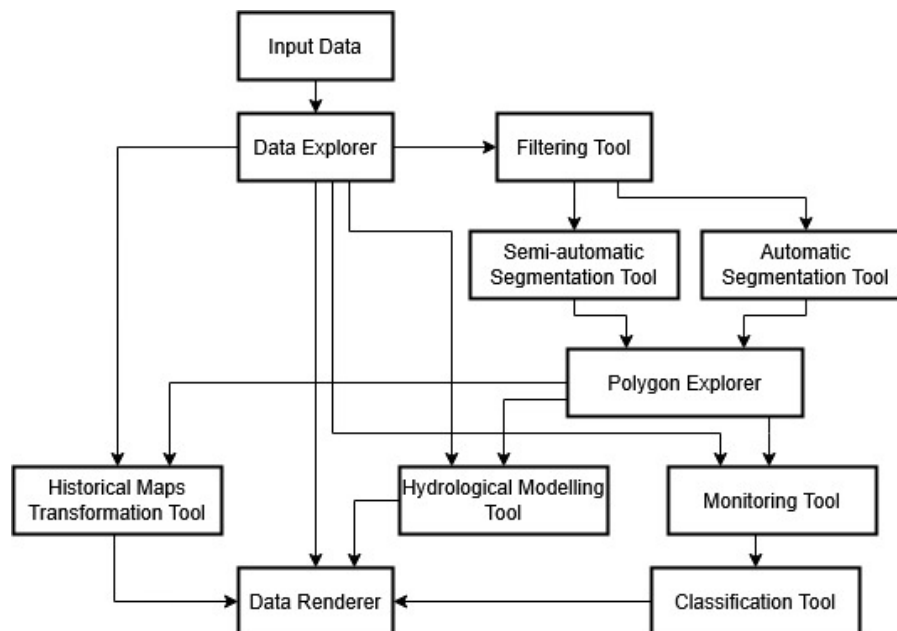 Input Data
Data Explorer
Filtering Tool
Semi-automatic
Segmentation Tool
Automatic
Segmentation Tool
Polygon Explorer
Historical Maps
Transformation Tool
Hydrological Modelling
Tool
Monitoring Tool
Data Renderer
Classification Tool